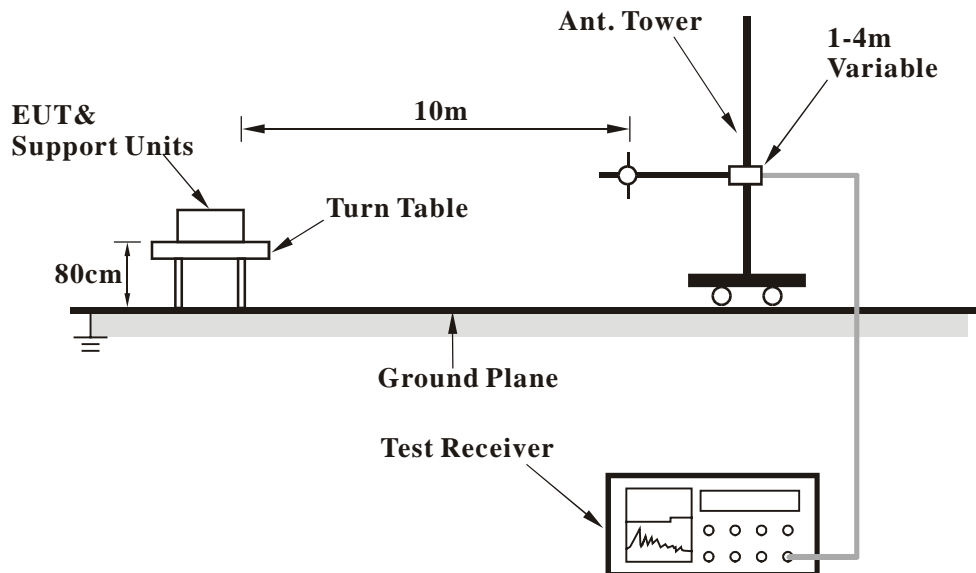 Ant. Tower
1-4m
Variable
10m
EUT&
Support Units
Turn Table
80cm
Ground Plane
Test Receiver